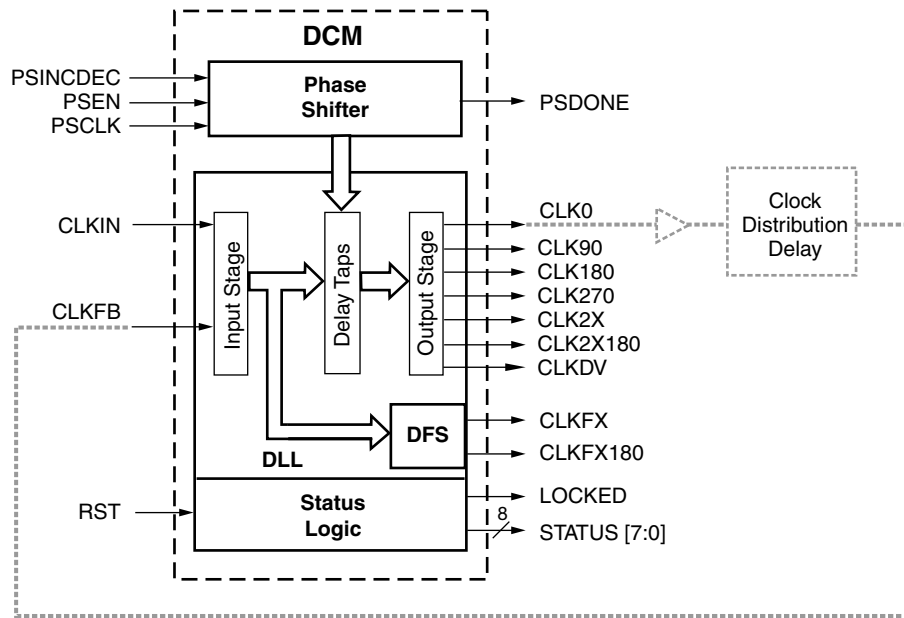 DCM
PSINCDEC
PSEN
PSCLK
Phase
Shifter
PSDONE
CLKIN
CLKFB
Input Stage
Delay Taps
Output Stage
CLK0
CLK90
CLK180
CLK270
CLK2X
CLK2X180
CLKDV
Clock
Distribution
Delay
DFS
CLKFX
CLKFX180
DLL
RST
Status
Logic
LOCKED
8
STATUS [7:0]